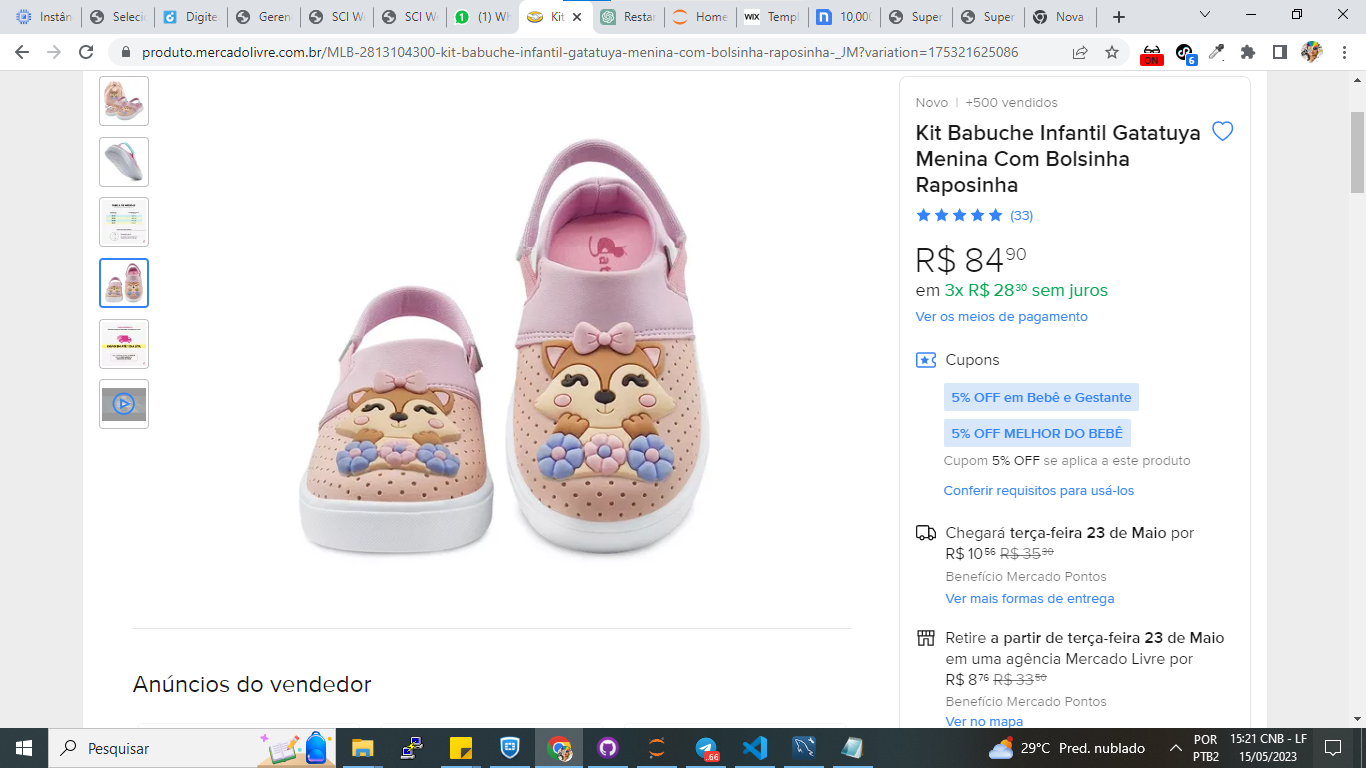 Instân
Seleci
Digite
Geren
SCI We
SCI We
(1) Wh
Kit
Restar
Home
WIX Templ
10,000
Super
Super
Nova
produto.mercadolivre.com.br/MLB-2813104300-kit-babuche-infantil-gatatuya-menina-com-bolsinha-raposinha-_JM?variation=175321625086
ON
6
Novo | +500 vendidos
Kit Babuche Infantil Gatatuya
Menina Com Bolsinha
Raposinha
(33)
R$ 84 90
em 3x R$ 28 30 sem juros
Ver os meios de pagamento
Cupons
5% OFF em Bebê e Gestante
5% OFF MELHOR DO BEBÊ
Cupom 5% OFF se aplica a este produto
Conferir requisitos para usá-los
Chegará terça-feira 23 de Maio por
R$ 10 56 R$ 35 30
Benefício Mercado Pontos
Ver mais formas de entrega
Retire a partir de terça-feira 23 de Maio
em uma agência Mercado Livre por
R$ 8 76 R$ 33 50
Benefício Mercado Pontos
Ver no mapa
Anúncios do vendedor
Pesquisar
.66
29°C Pred. nublado
POR
PTB2
15:21 CNB - LF
15/05/2023